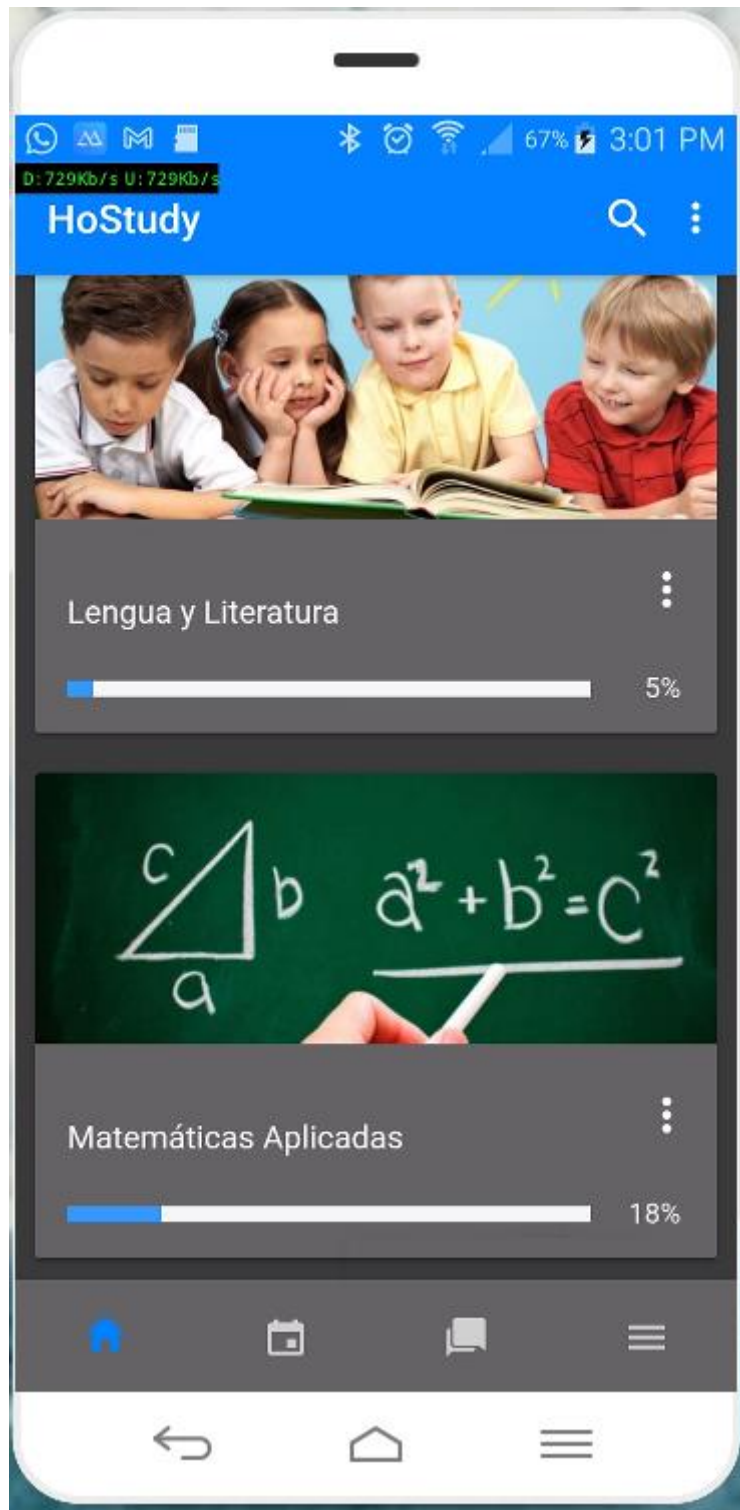 67% 3:01 PM
D:729Kb/s U:729Kb/s
HoStudy
Lengua y Literatura
5%
c b a
a² + b² = c²
Matemáticas Aplicadas
18%